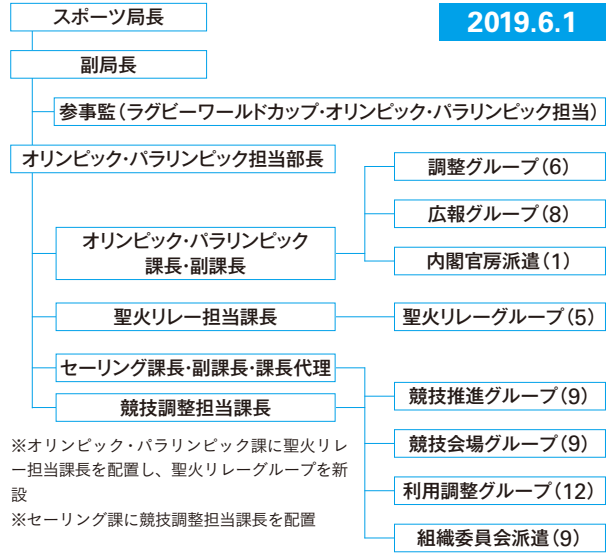 スポーツ局長
2019.6.1
副局長
参事監（ラグビーワールドカップ・オリンピック・パラリンピック担当）
オリンピック・パラリンピック担当部長
調整グループ（6）
広報グループ（8）
オリンピック・パラリンピック
課長・副課長
内閣官房派遣（1）
聖火リレー担当課長
聖火リレーグループ（5）
セーリング課長・副課長・課長代理
競技調整担当課長
競技推進グループ（9）
競技会場グループ（9）
利用調整グループ（12）
組織委員会派遣（9）
※オリンピック・パラリンピック課に聖火リレ
ー担当課長を配置し、聖火リレーグループを新
設
※セーリング課に競技調整担当課長を配置